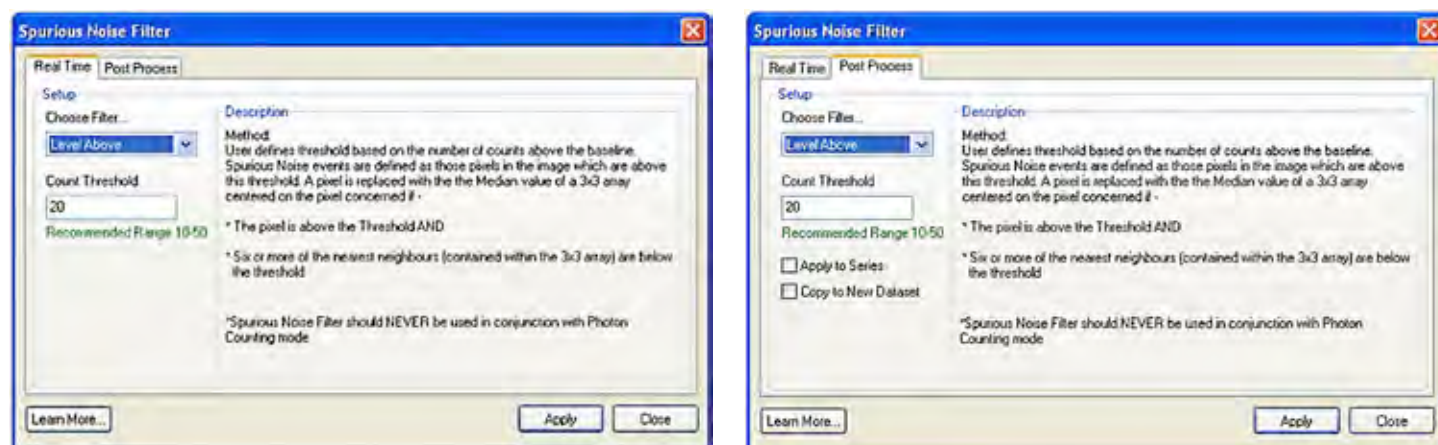 Spurious Noise Filter
Real Time Post Process
Setup
Choose Filter...
Level Above
Count Threshold
20
Recommended Range 10-50
Description
Method:
User defines threshold based on the number of counts above the baseline.
Spurious Noise events are defined as those pixels in the image which are above
this threshold. A pixel is replaced with the the Median value of a 3x3 array
centered on the pixel concerned if -
* The pixel is above the Threshold AND
* Six or more of the nearest neighbours (contained within the 3x3 array) are below
the threshold
*Spurious Noise Filter should NEVER be used in conjunction with Photon
Counting mode
Learn More... Apply Close
Spurious Noise Filter
Real Time Post Process
Setup
Choose Filter...
Level Above
Count Threshold
20
Recommended Range 10-50
Apply to Series
Copy to New Dataset
Description
Method:
User defines threshold based on the number of counts above the baseline.
Spurious Noise events are defined as those pixels in the image which are above
this threshold. A pixel is replaced with the the Median value of a 3x3 array
centered on the pixel concerned if -
* The pixel is above the Threshold AND
* Six or more of the nearest neighbours (contained within the 3x3 array) are below
the threshold
*Spurious Noise Filter should NEVER be used in conjunction with Photon
Counting mode
Learn More... Apply Close